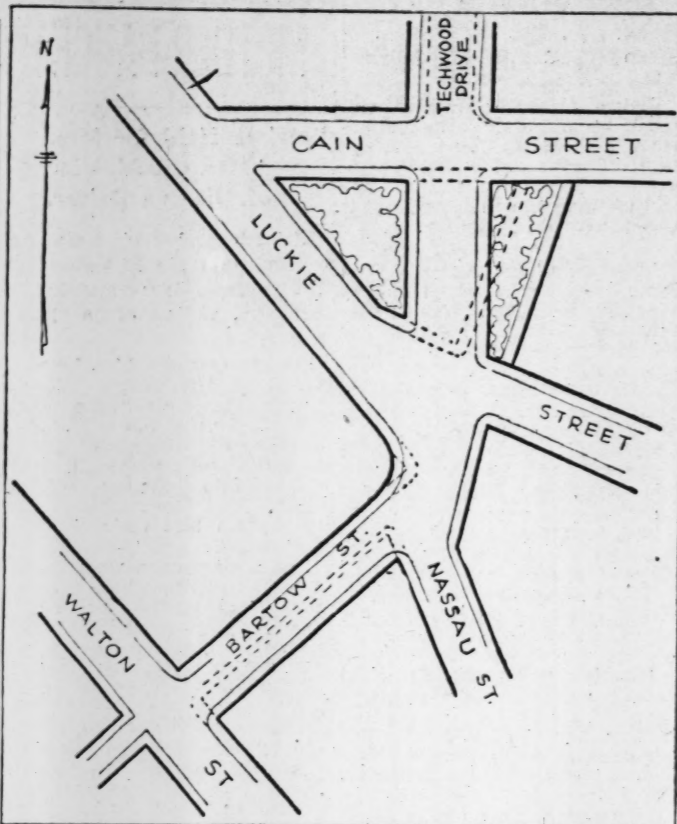 N
TECHWOOD
DRIVE
CAIN STREET
LUCKIE STREET
BARTOW ST.
NASSAU ST.
WALTON ST